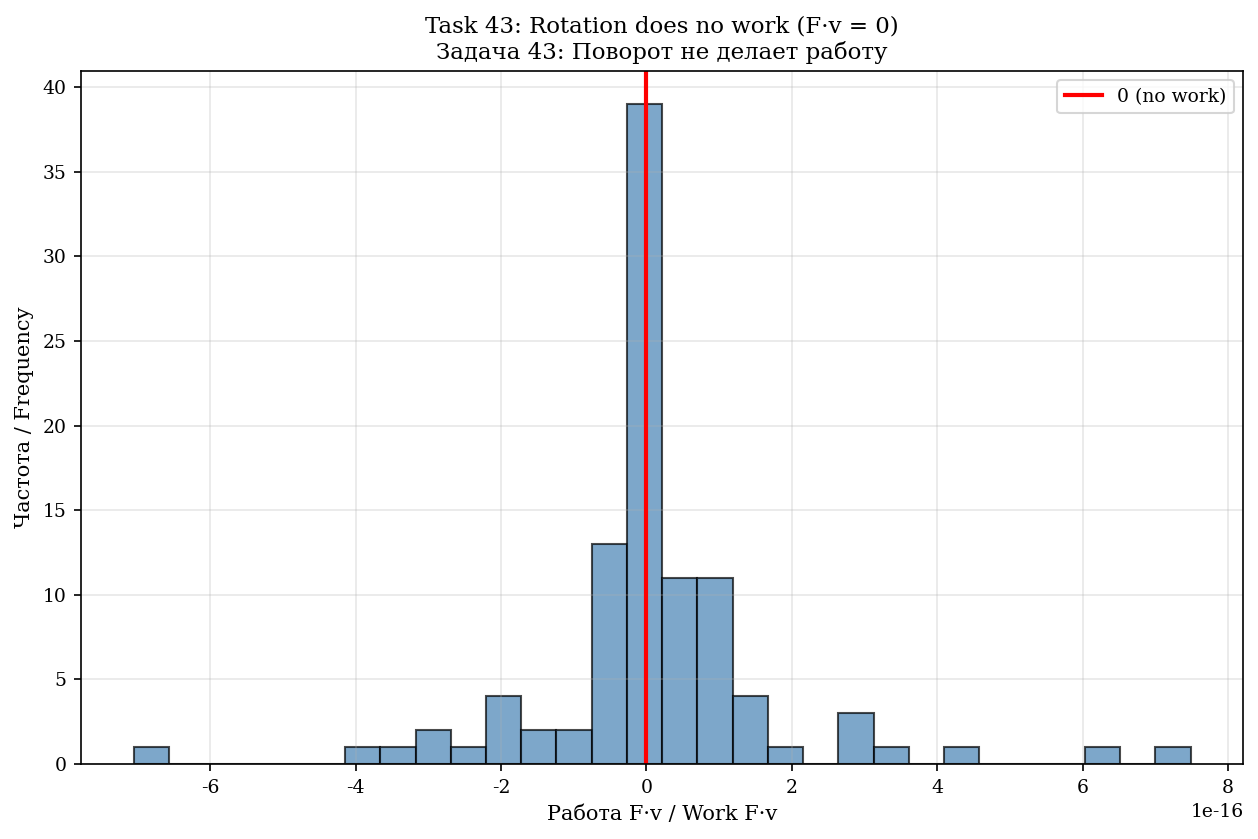 Task 43: Rotation does no work (F·v = 0)
Задача 43: Поворот не делает работу
0 (no work)
Частота / Frequency
40
35
30
25
20
15
10
5
0
-6
-4
-2
0
2
4
6
8
1e-16
Работа F·v / Work F·v